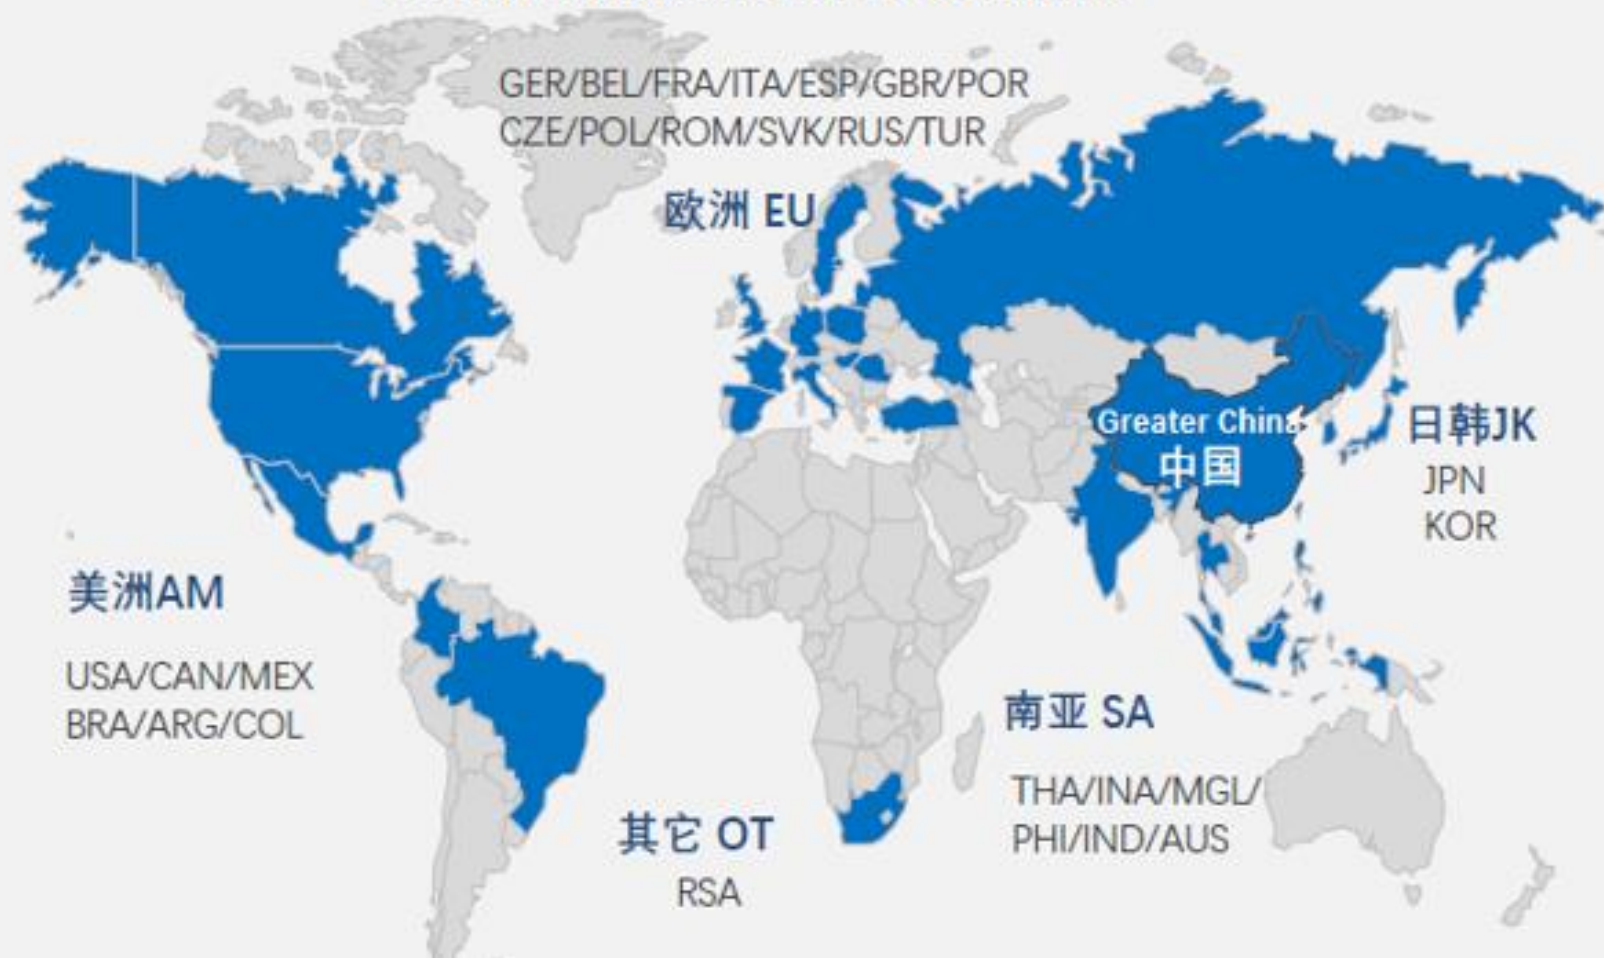 GER/BEL/FRA/ITA/ESP/GBR/POR
CZE/POL/ROM/SVK/RUS/TUR
欧洲 EU
Greater China
中国
日韩JK
JPN
KOR
美洲AM
USA/CAN/MEX
BRA/ARG/COL
南亚 SA
THA/INA/MGL/
PHI/IND/AUS
其它 OT
RSA